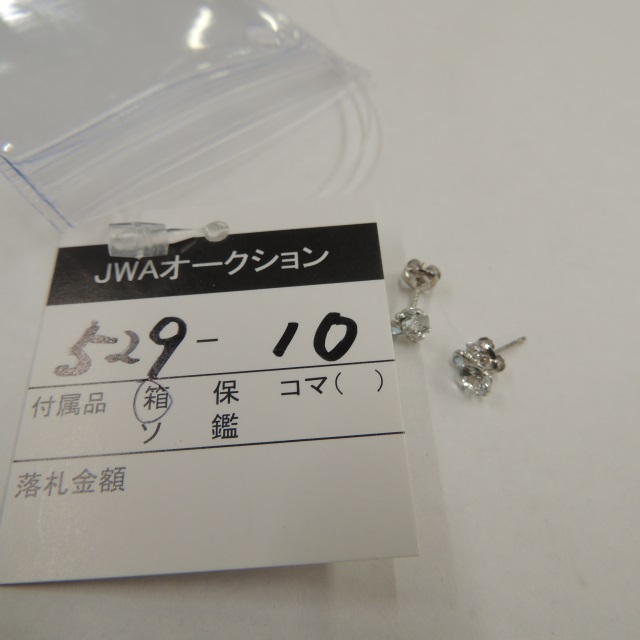 JWAオークション
529-10
付属品 箱 保 コマ( )
ソ 鑑
落札金額